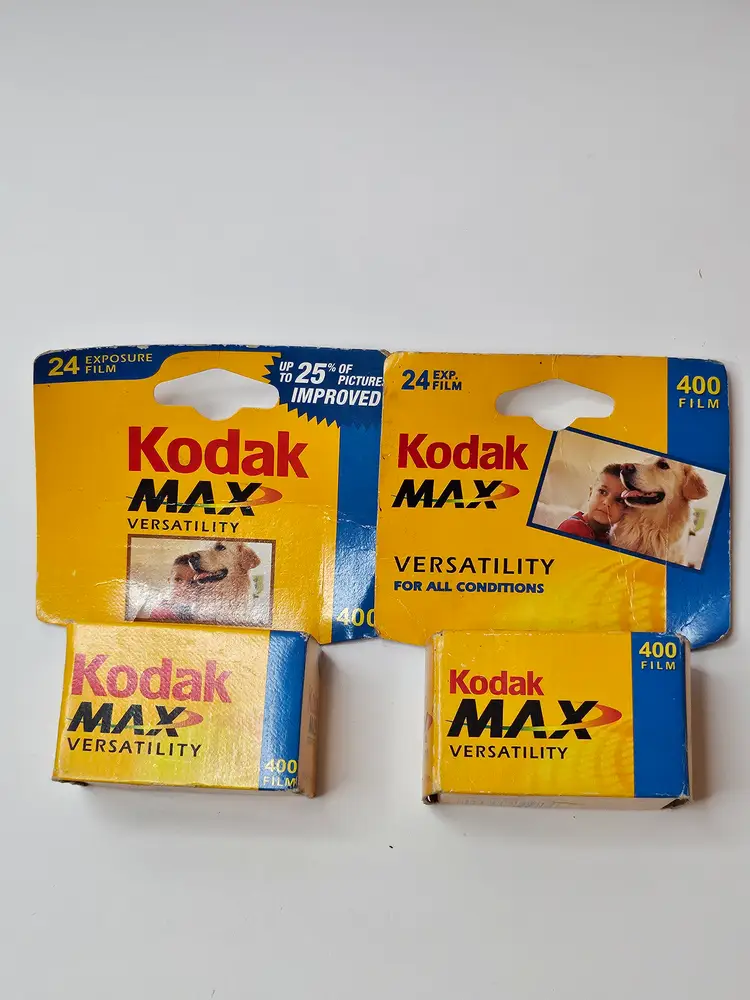 24 EXPOSURE
FILM
UP
TO 25% OF
PICTURES
IMPROVED
Kodak
MAX
VERSATILITY
400
Kodak
MAX
VERSATILITY
400
FILM
24 EXP.
FILM
400
FILM
Kodak
MAX
VERSATILITY
FOR ALL CONDITIONS
Kodak
MAX
VERSATILITY
400
FILM